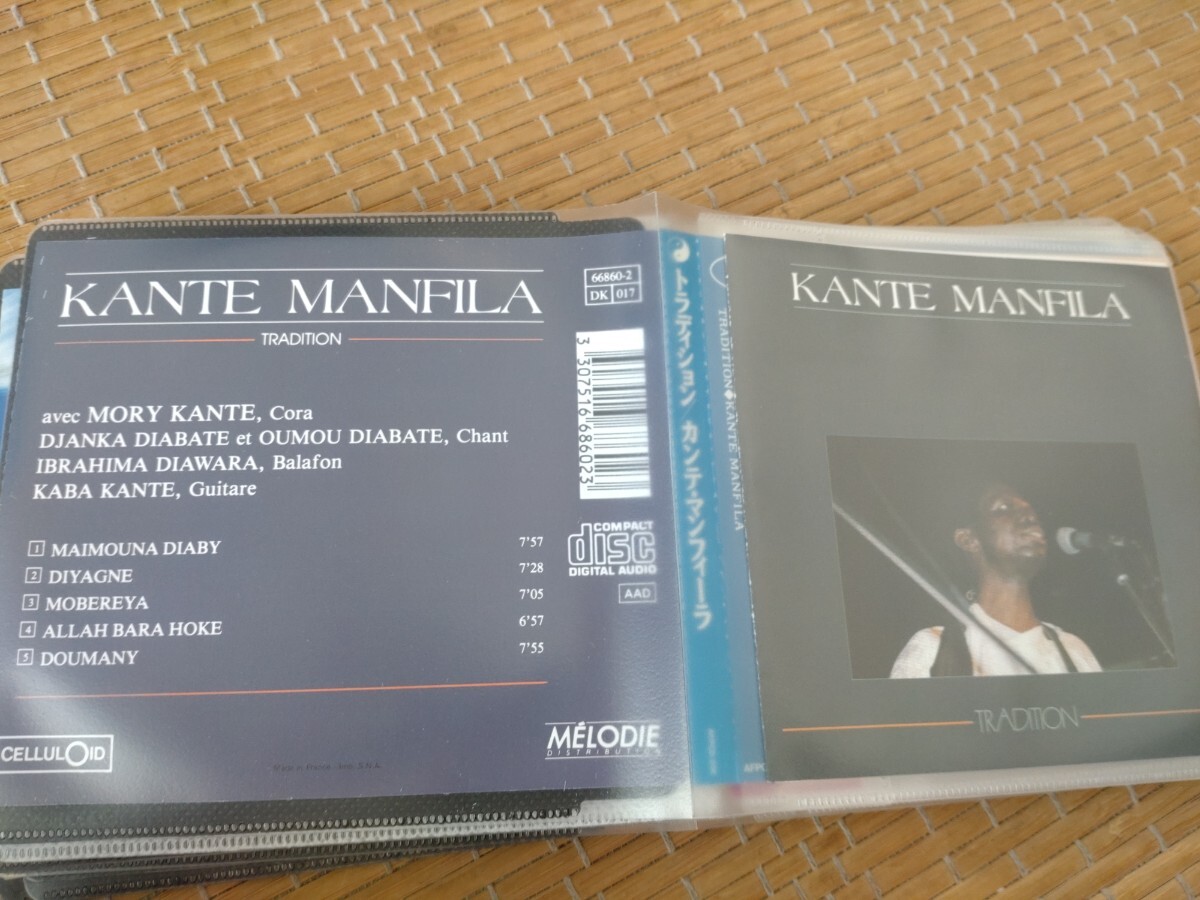 KANTE MANFILA
TRADITION
66860-2
DK 017
avec MORY KANTE, Cora
DJANKA DIABATE et OUMOU DIABATE, Chant
IBRAHIMA DIAWARA, Balafon
KABA KANTE, Guitare
3 307516 686023
1 MAIMOUNA DIABY 7'57
2 DIYAGNE 7'28
3 MOBEREYA 7'05
4 ALLAH BARA HOKE 6'57
5 DOUMANY 7'55
COMPACT
disc
DIGITAL AUDIO
AAD
CELLULOID
MÉLODIE
DISTRIBUTION
トラディション/カンテ・マンフィーラ
TRADITION◆KANTE MANFILA
KANTE MANFILA
TRADITION